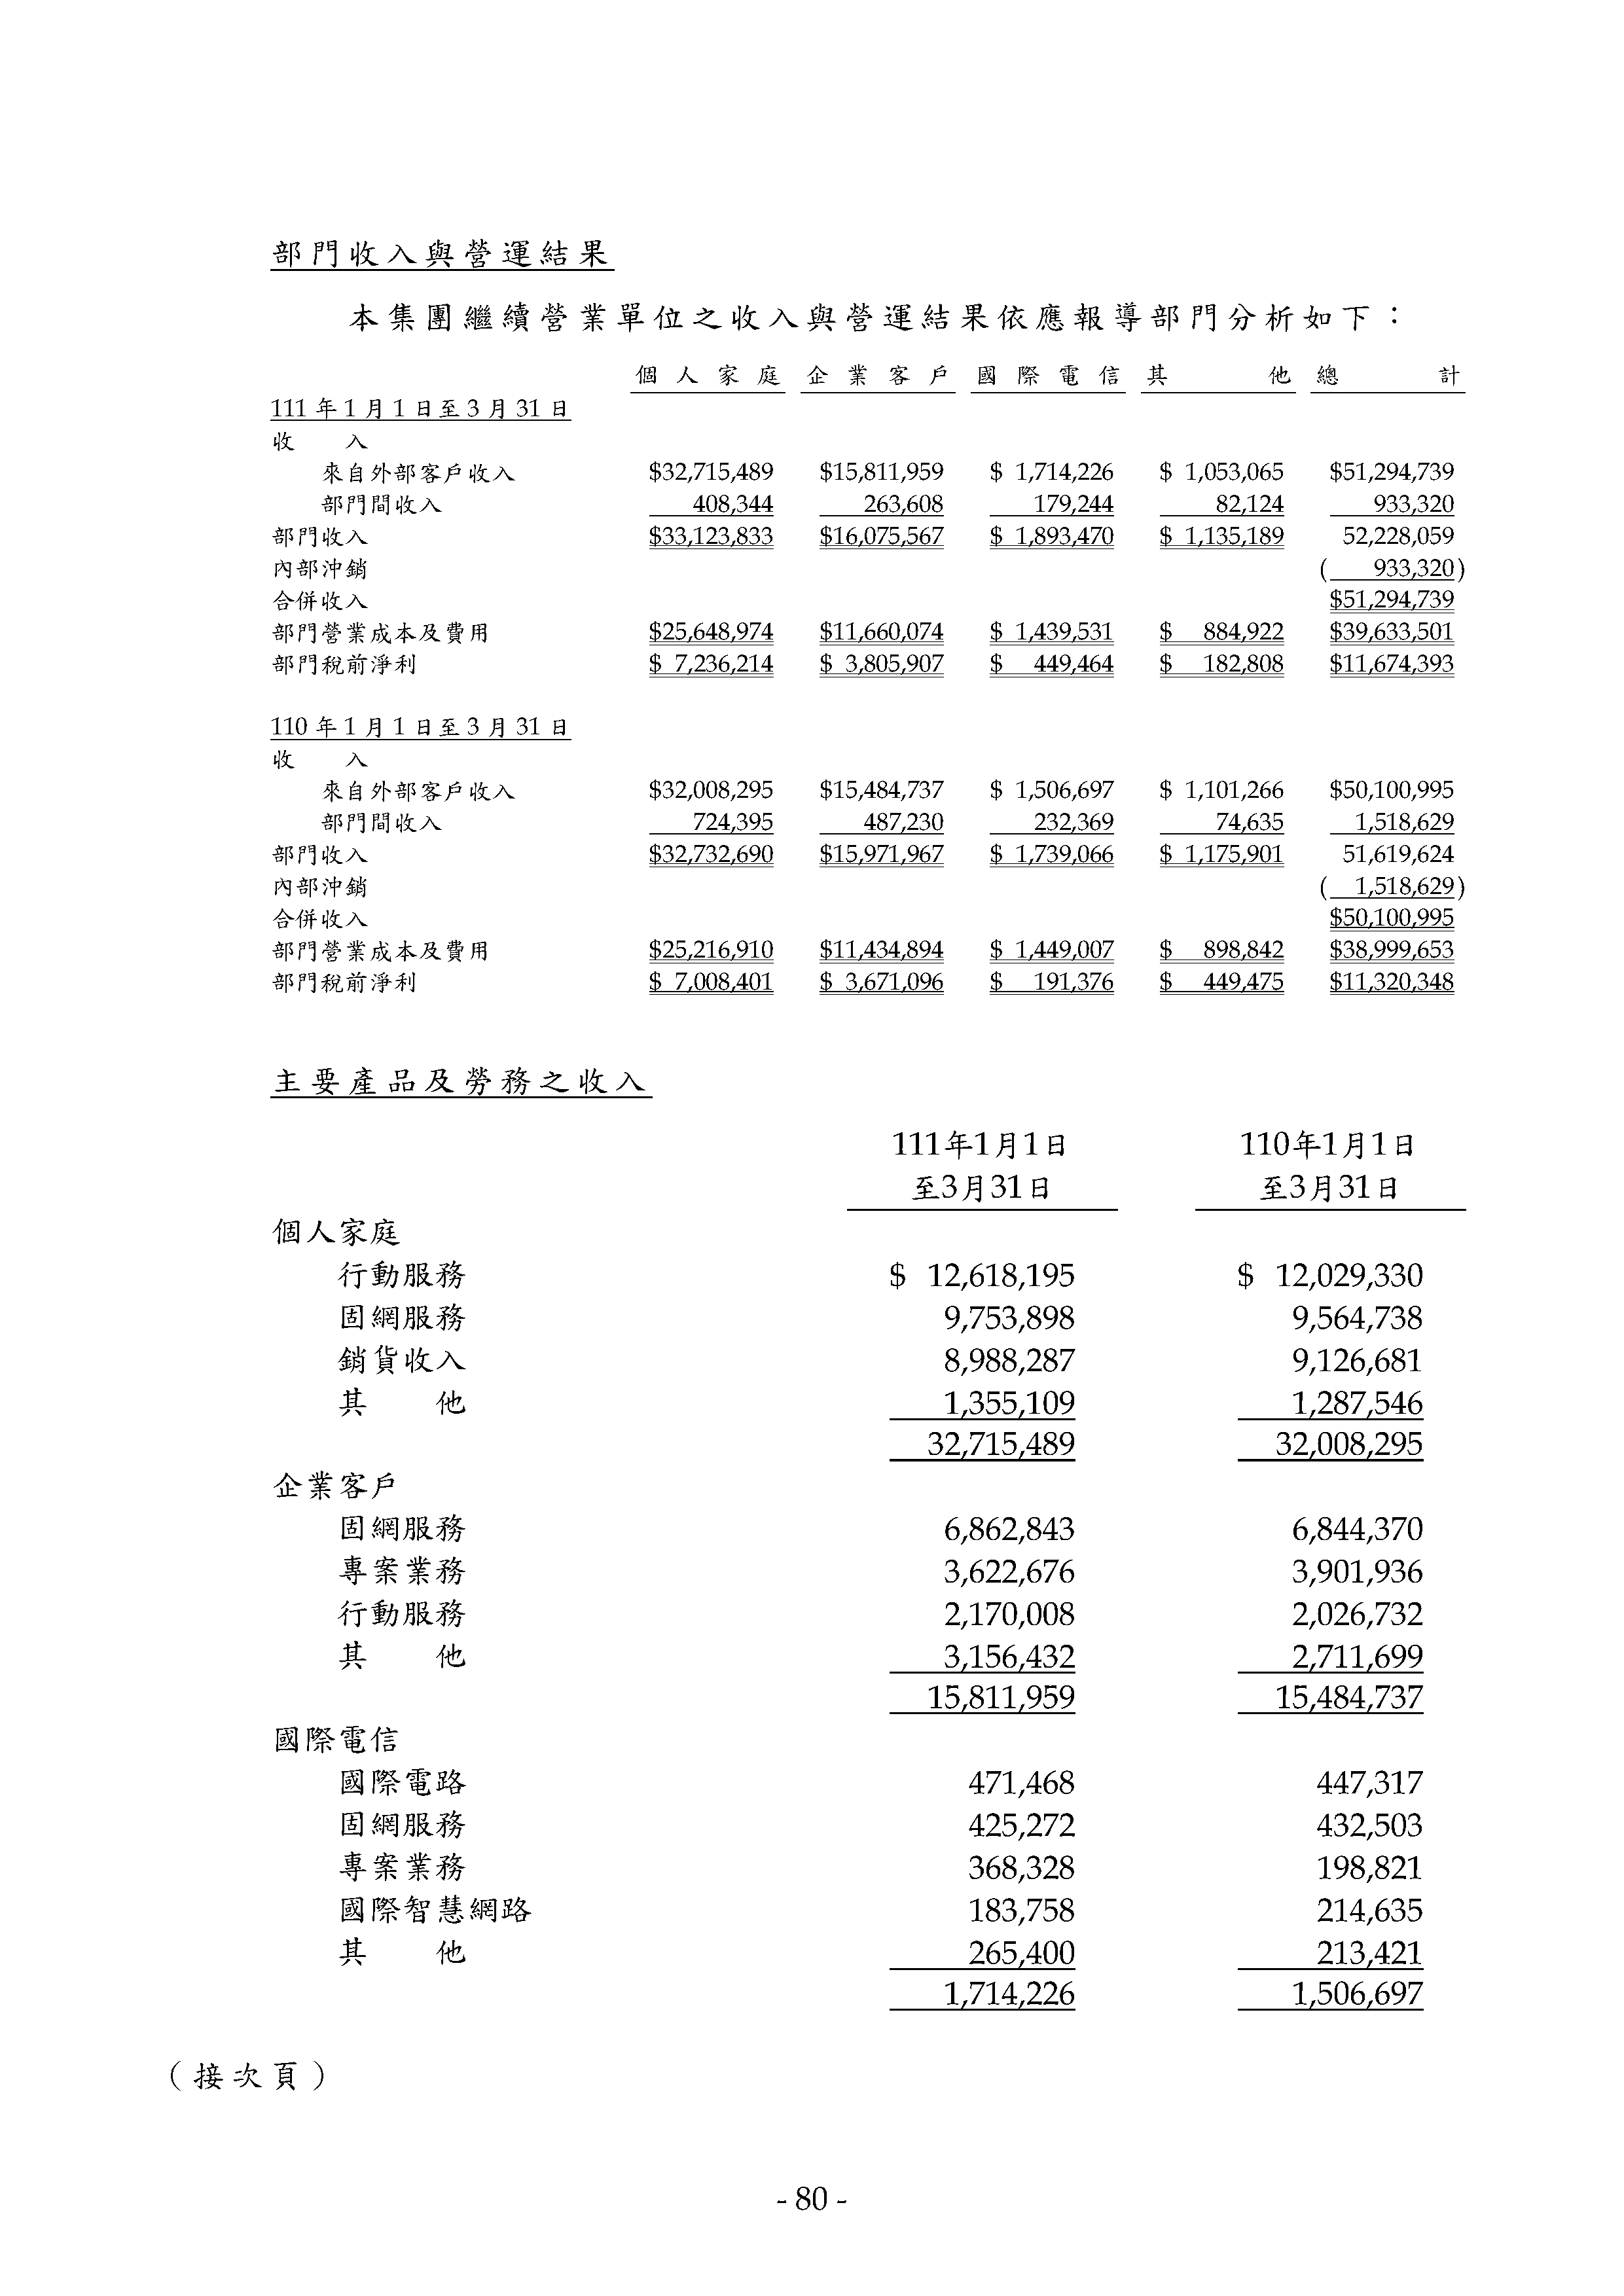 部門收入與營運結果
本集團繼續營業單位之收入與營運結果依應報導部門分析如下：
個人家庭 企業客戶 國際電信 其他 總計
111年1月1日至3月31日
收入
來自外部客戶收入 $32,715,489 $15,811,959 $ 1,714,226 $ 1,053,065 $51,294,739
部門間收入 408,344 263,608 179,244 82,124 933,320
部門收入 $33,123,833 $16,075,567 $ 1,893,470 $ 1,135,189 52,228,059
內部沖銷 ( 933,320)
合併收入 $51,294,739
部門營業成本及費用 $25,648,974 $11,660,074 $ 1,439,531 $ 884,922 $39,633,501
部門稅前淨利 $ 7,236,214 $ 3,805,907 $ 449,464 $ 182,808 $11,674,393
110年1月1日至3月31日
收入
來自外部客戶收入 $32,008,295 $15,484,737 $ 1,506,697 $ 1,101,266 $50,100,995
部門間收入 724,395 487,230 232,369 74,635 1,518,629
部門收入 $32,732,690 $15,971,967 $ 1,739,066 $ 1,175,901 51,619,624
內部沖銷 ( 1,518,629)
合併收入 $50,100,995
部門營業成本及費用 $25,216,910 $11,434,894 $ 1,449,007 $ 898,842 $38,999,653
部門稅前淨利 $ 7,008,401 $ 3,671,096 $ 191,376 $ 449,475 $11,320,348
主要產品及勞務之收入
111年1月1日 110年1月1日
至3月31日 至3月31日
個人家庭
行動服務 $ 12,618,195 $ 12,029,330
固網服務 9,753,898 9,564,738
銷貨收入 8,988,287 9,126,681
其他 1,355,109 1,287,546
32,715,489 32,008,295
企業客戶
固網服務 6,862,843 6,844,370
專案業務 3,622,676 3,901,936
行動服務 2,170,008 2,026,732
其他 3,156,432 2,711,699
15,811,959 15,484,737
國際電信
國際電路 471,468 447,317
固網服務 425,272 432,503
專案業務 368,328 198,821
國際智慧網路 183,758 214,635
其他 265,400 213,421
1,714,226 1,506,697
（接次頁）
- 80 -